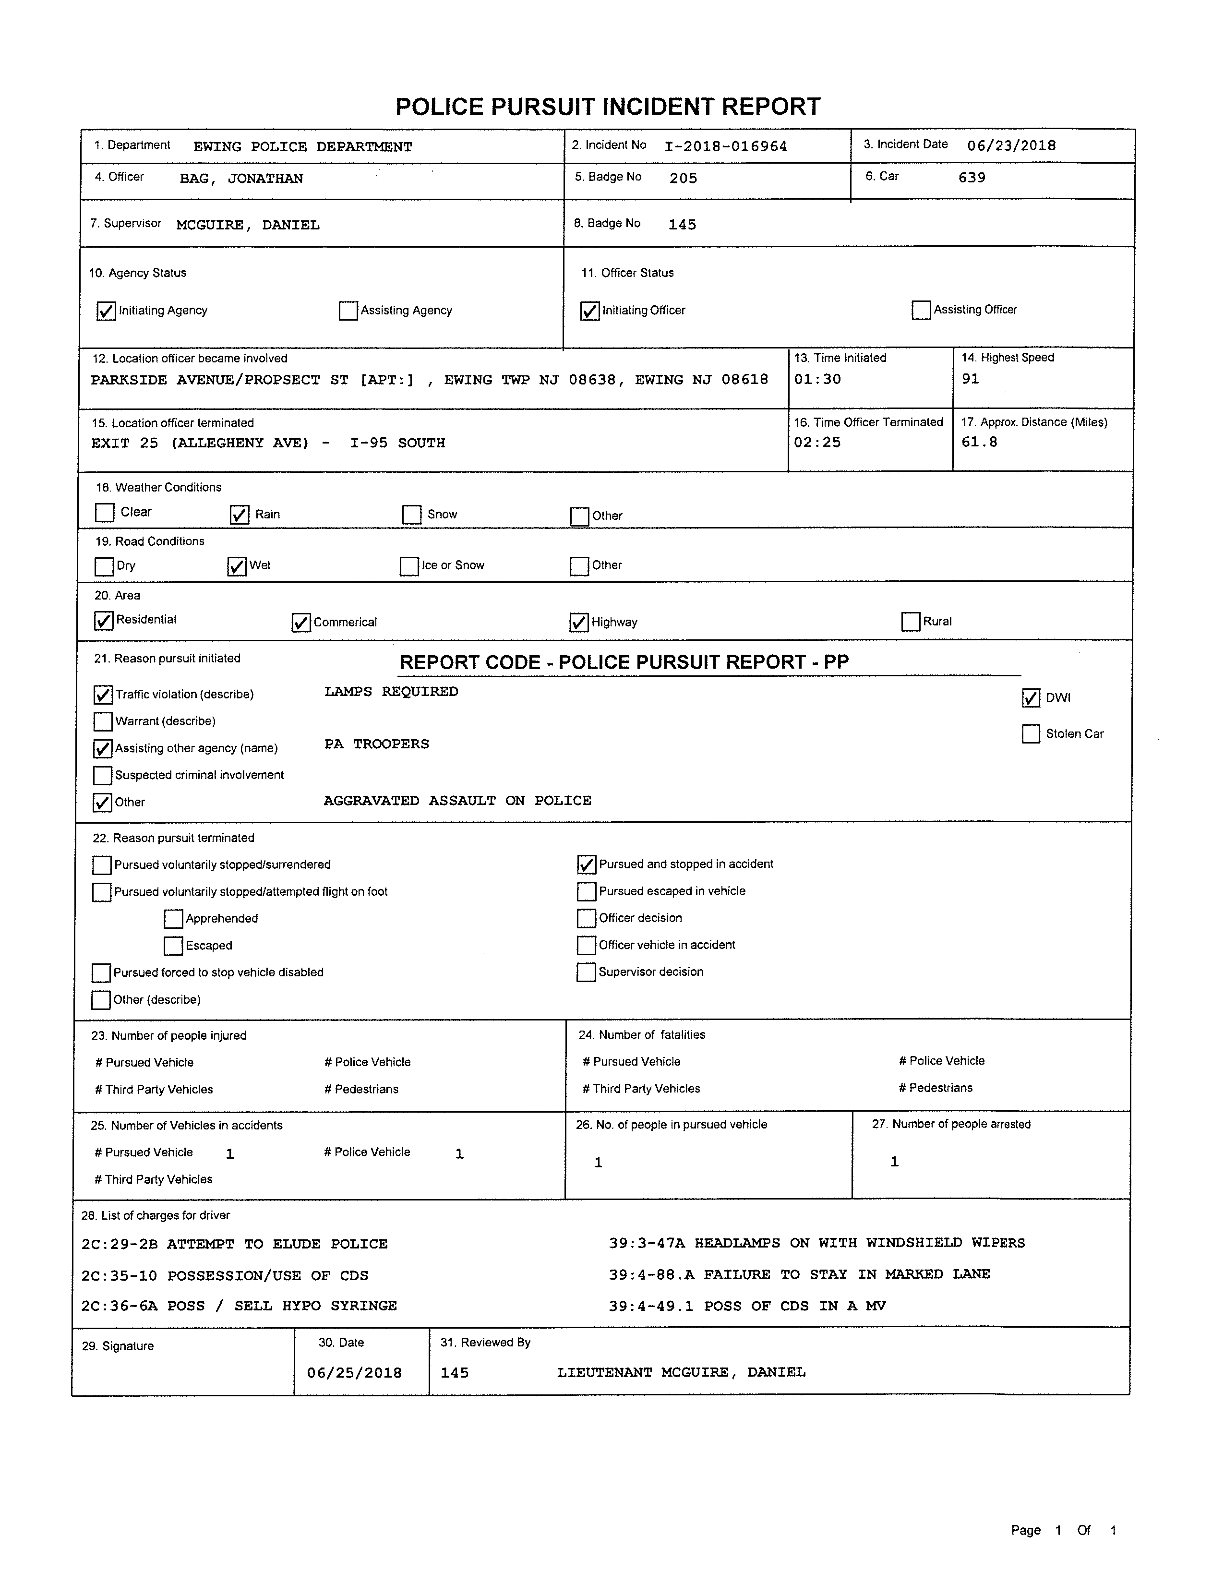 POLICE PURSUIT INCIDENT REPORT
1. Department EWING POLICE DEPARTMENT 2. Incident No I-2018-016964 3. Incident Date 06/23/2018
4. Officer BAG, JONATHAN 5. Badge No 205 6. Car 639
7. Supervisor MCGUIRE, DANIEL 8. Badge No 145
10. Agency Status 11. Officer Status
Initiating Agency Assisting Agency Initiating Officer Assisting Officer
12. Location officer became involved 13. Time Initiated 14. Highest Speed
PARKSIDE AVENUE/PROPSECT ST [APT:] , EWING TWP NJ 08638, EWING NJ 08618 01:30 91
15. Location officer terminated 16. Time Officer Terminated 17. Approx. Distance (Miles)
EXIT 25 (ALLEGHENY AVE) - I-95 SOUTH 02:25 61.8
18. Weather Conditions
Clear Rain Snow Other
19. Road Conditions
Dry Wet Ice or Snow Other
20. Area
Residential Commerical Highway Rural
21. Reason pursuit initiated REPORT CODE - POLICE PURSUIT REPORT - PP
Traffic violation (describe) LAMPS REQUIRED DWI
Warrant (describe) Stolen Car
Assisting other agency (name) PA TROOPERS
Suspected criminal involvement
Other AGGRAVATED ASSAULT ON POLICE
22. Reason pursuit terminated
Pursued voluntarily stopped/surrendered Pursued and stopped in accident
Pursued voluntarily stopped/attempted flight on foot Pursued escaped in vehicle
Apprehended Officer decision
Escaped Officer vehicle in accident
Pursued forced to stop vehicle disabled Supervisor decision
Other (describe)
23. Number of people injured 24. Number of fatalities
# Pursued Vehicle # Police Vehicle # Pursued Vehicle # Police Vehicle
# Third Party Vehicles # Pedestrians # Third Party Vehicles # Pedestrians
25. Number of Vehicles in accidents 26. No. of people in pursued vehicle 27. Number of people arrested
# Pursued Vehicle 1 # Police Vehicle 1 1 1
# Third Party Vehicles
28. List of charges for driver
2C:29-2B ATTEMPT TO ELUDE POLICE 39:3-47A HEADLAMPS ON WITH WINDSHIELD WIPERS
2C:35-10 POSSESSION/USE OF CDS 39:4-88.A FAILURE TO STAY IN MARKED LANE
2C:36-6A POSS / SELL HYPO SYRINGE 39:4-49.1 POSS OF CDS IN A MV
29. Signature 30. Date 31. Reviewed By
06/25/2018 145 LIEUTENANT MCGUIRE, DANIEL
Page 1 Of 1